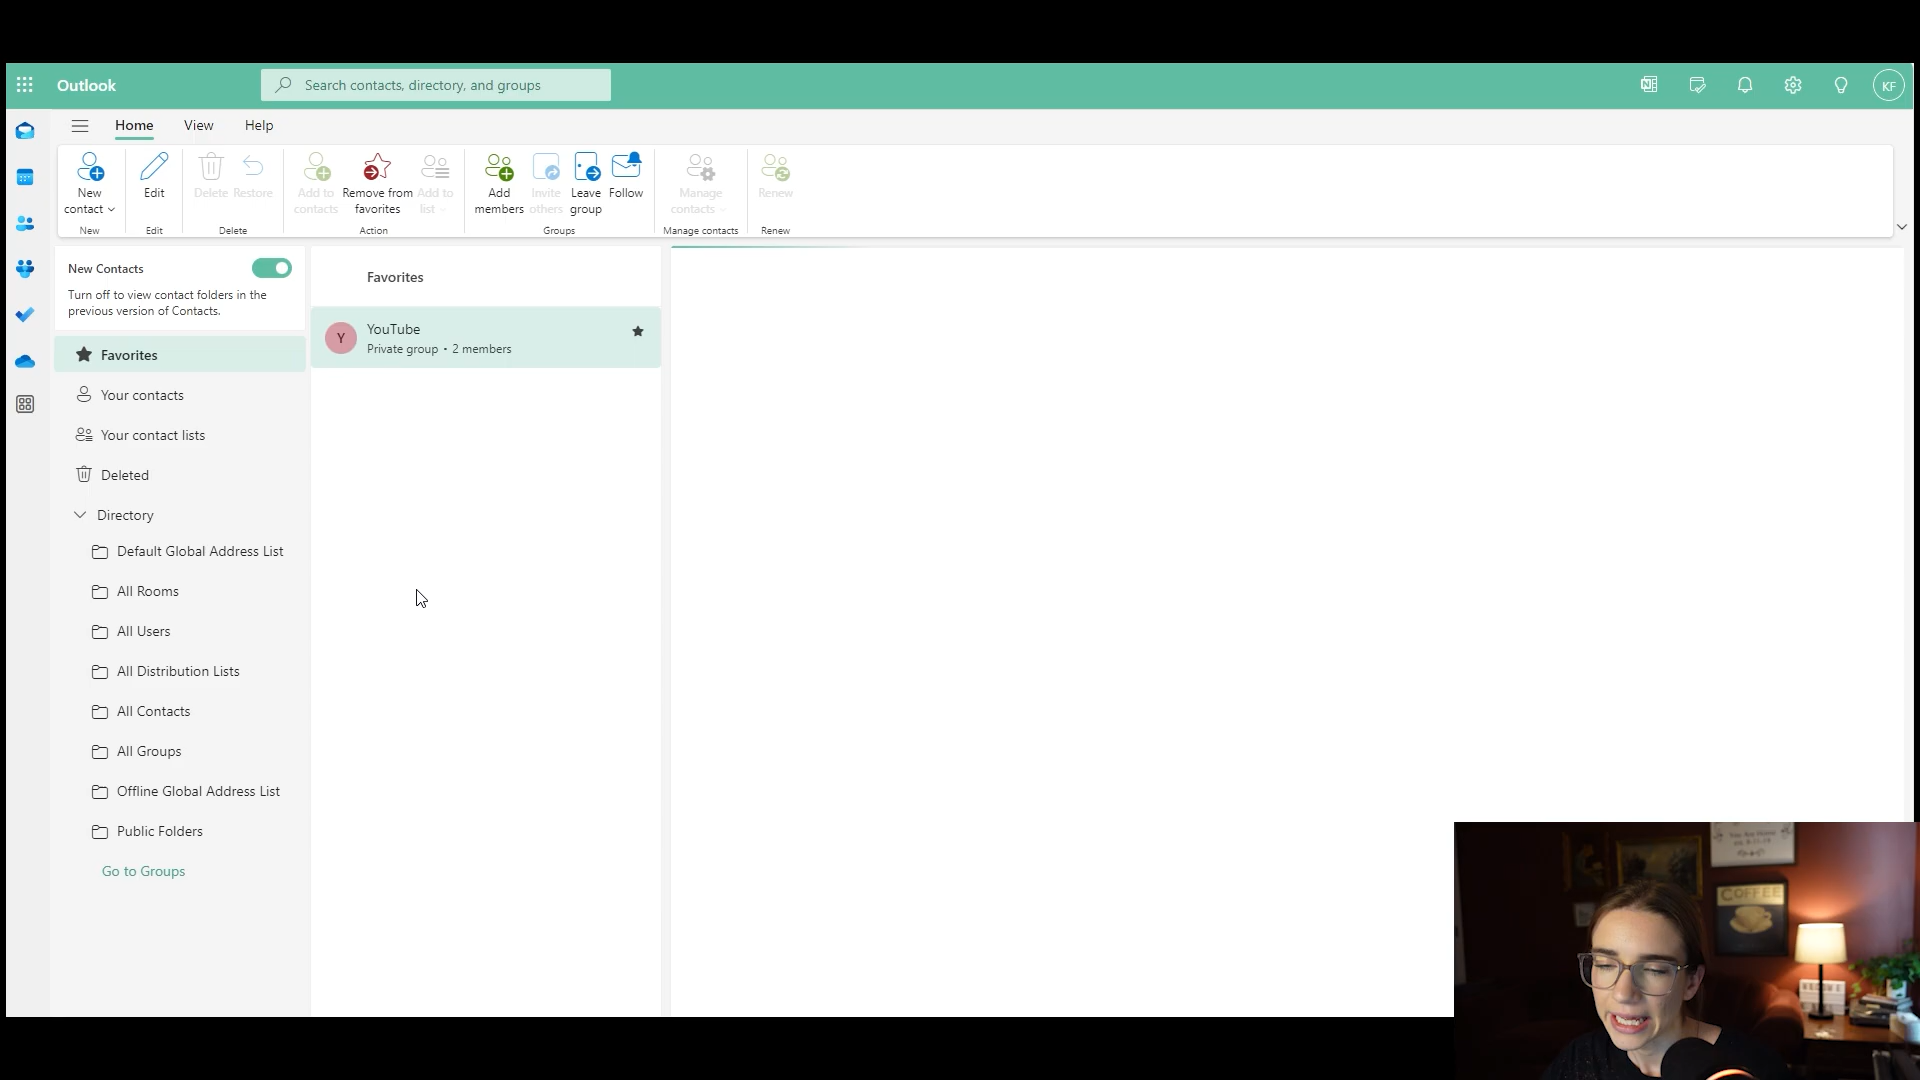 Outlook
Search contacts, directory, and groups
KF
Home View Help
New contact
Edit
Delete
Restore
Add to contacts
Remove from favorites
Add to list
Add members
Invite others
Leave group
Follow
Manage contacts
Renew
New
Edit
Delete
Action
Groups
Manage contacts
Renew
New Contacts
Turn off to view contact folders in the
previous version of Contacts.
Favorites
Your contacts
Your contact lists
Deleted
Directory
Default Global Address List
All Rooms
All Users
All Distribution Lists
All Contacts
All Groups
Offline Global Address List
Public Folders
Go to Groups
Favorites
Y
YouTube
Private group • 2 members
COFFEE